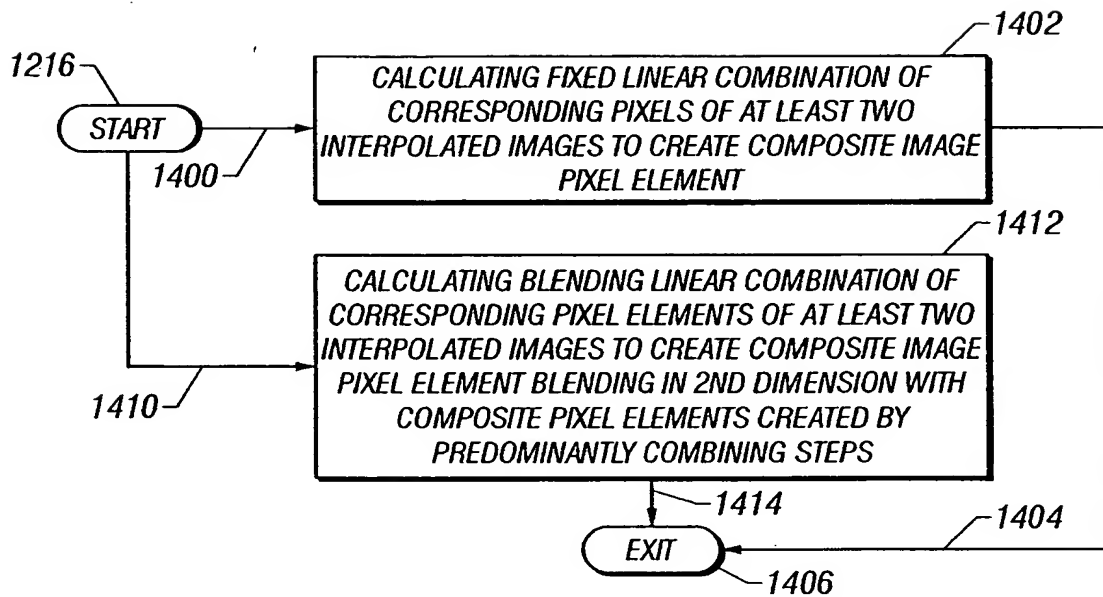 1402
1216
START
1400
CALCULATING FIXED LINEAR COMBINATION OF
CORRESPONDING PIXELS OF AT LEAST TWO
INTERPOLATED IMAGES TO CREATE COMPOSITE IMAGE
PIXEL ELEMENT
1412
CALCULATING BLENDING LINEAR COMBINATION OF
CORRESPONDING PIXEL ELEMENTS OF AT LEAST TWO
INTERPOLATED IMAGES TO CREATE COMPOSITE IMAGE
PIXEL ELEMENT BLENDING IN 2ND DIMENSION WITH
COMPOSITE PIXEL ELEMENTS CREATED BY
PREDOMINANTLY COMBINING STEPS
1410
1414
1404
EXIT
1406